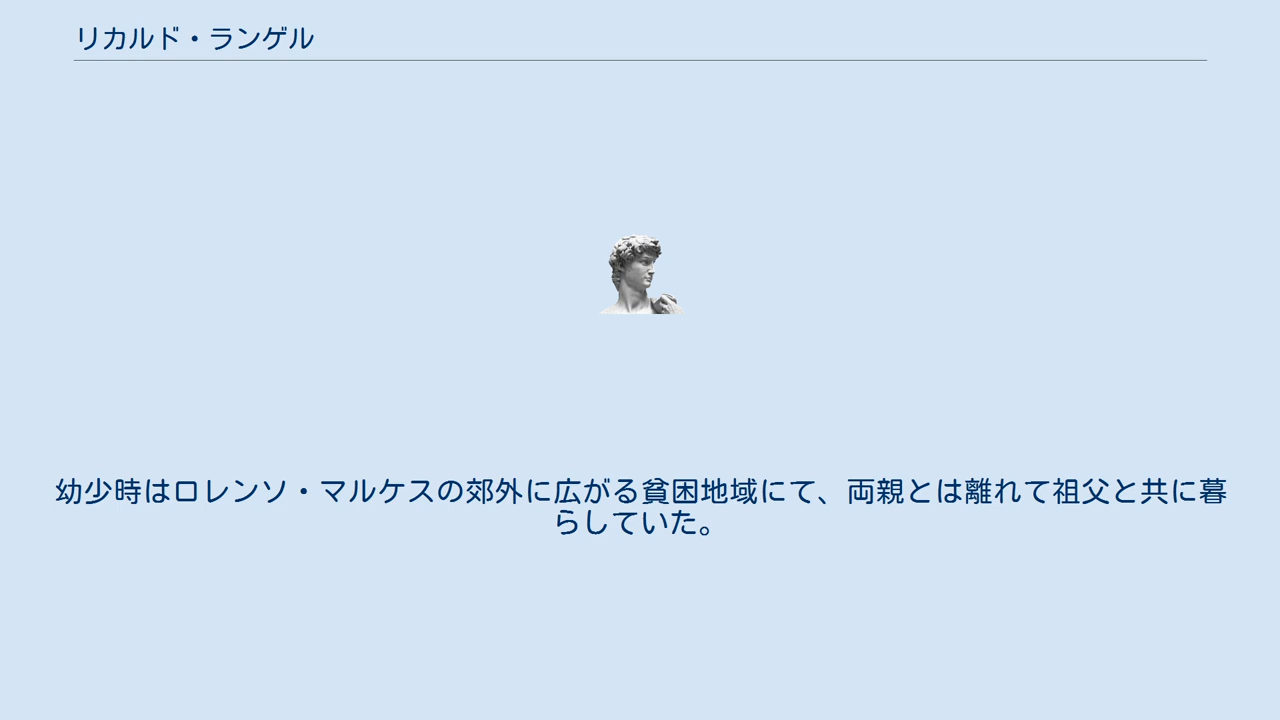 リカルド・ランゲル
幼少時はロレンソ・マルケスの郊外に広がる貧困地域にて、両親とは離れて祖父と共に暮
らしていた。